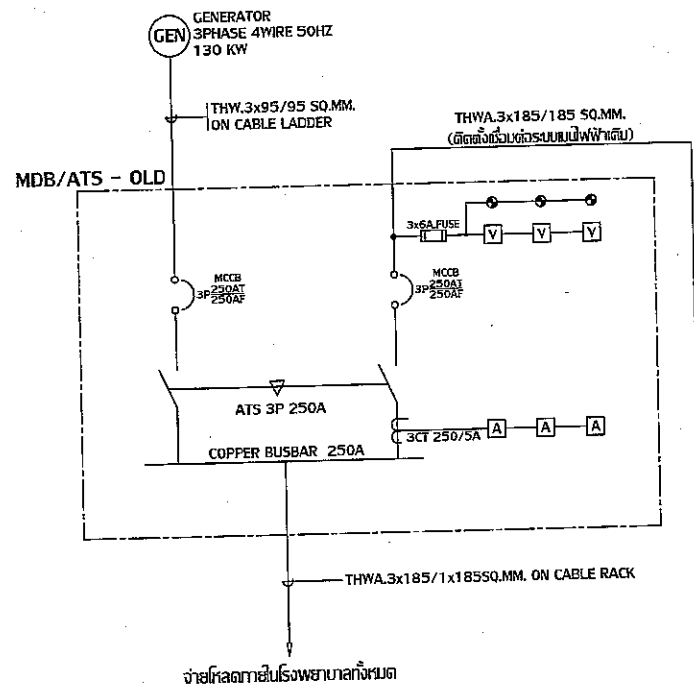 GENERATOR
GEN
3PHASE 4WIRE 50HZ
130 KW
THW.3x95/95 SQ.MM.
ON CABLE LADDER
THWA.3x185/185 SQ.MM.
(ติดตั้งเชื่อมต่อระบบเมนไฟฟ้าเดิม)
MDB/ATS - OLD
3x6A.FUSE
V V V
MCCB
3P 250AT
250AF
MCCB
3P 250AT
250AF
ATS 3P 250A
3CT 250/5A
A A A
COPPER BUSBAR 250A
THWA.3x185/1x185SQ.MM. ON CABLE RACK
จ่ายโหลดภายในโรงพยาบาลทั้งหมด